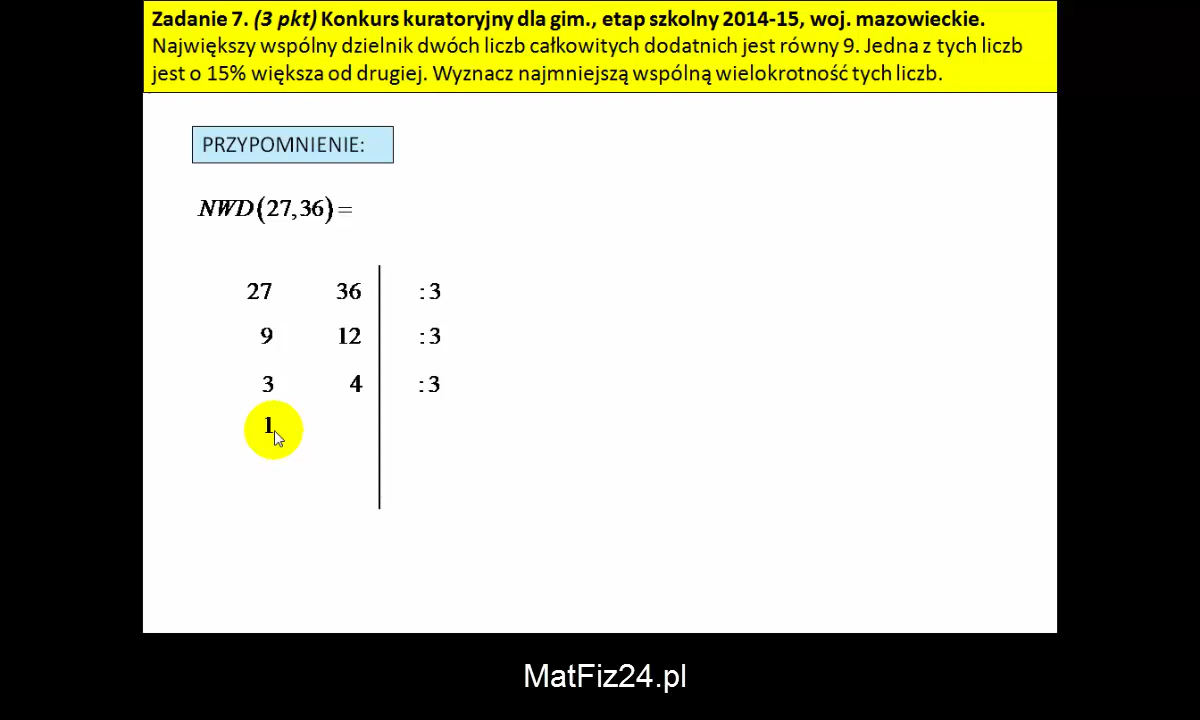 Zadanie 7. (3 pkt) Konkurs kuratoryjny dla gim., etap szkolny 2014-15, woj. mazowieckie.
Największy wspólny dzielnik dwóch liczb całkowitych dodatnich jest równy 9. Jedna z tych liczb
jest o 15% większa od drugiej. Wyznacz najmniejszą wspólną wielokrotność tych liczb.
PRZYPOMNIENIE:
NWD(27,36)=
27 36 :3
9 12 :3
3 4 :3
1
MatFiz24.pl